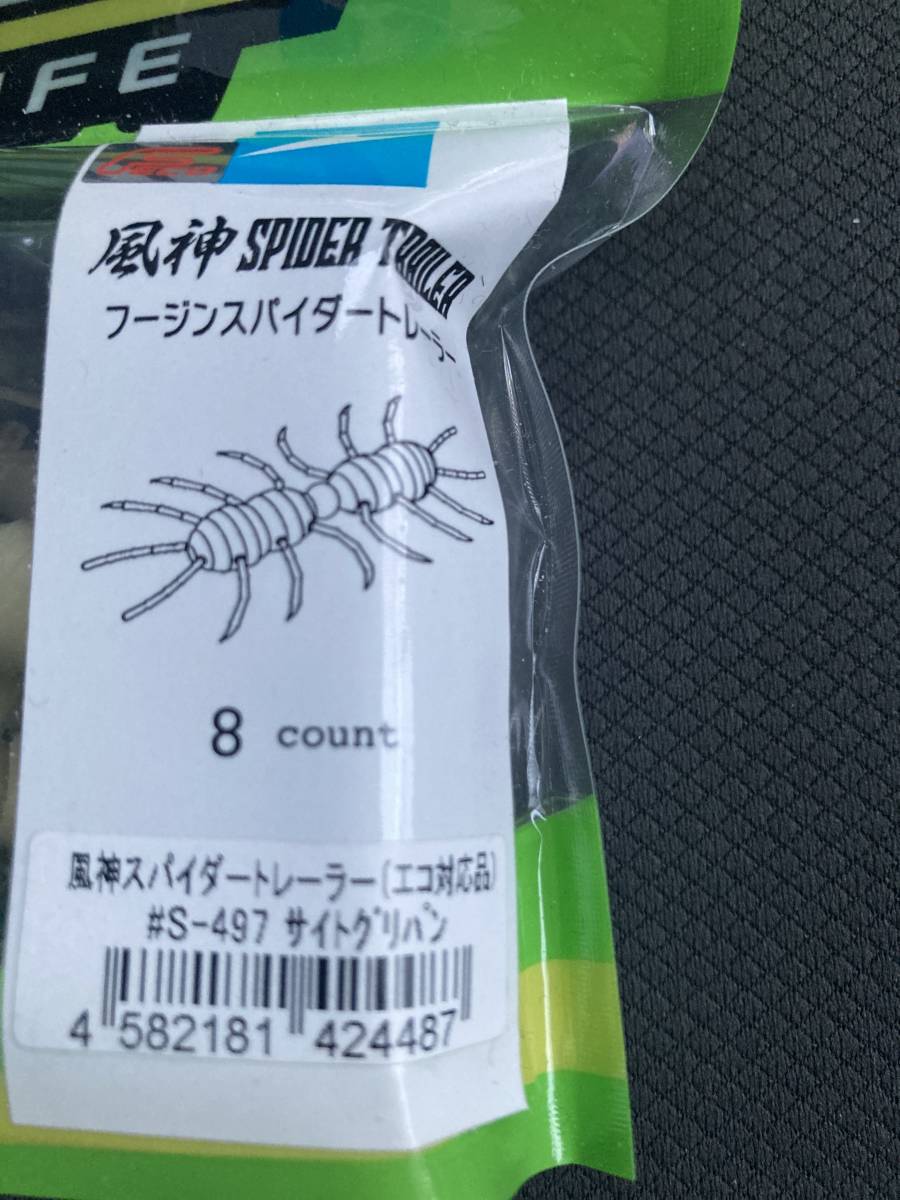 IFE
風神 SPIDER TRAILER
フージンスパイダートレーラー
8 count
風神スパイダートレーラー(エコ対応品)
#S-497 サイトグリパン
4 582181 424487